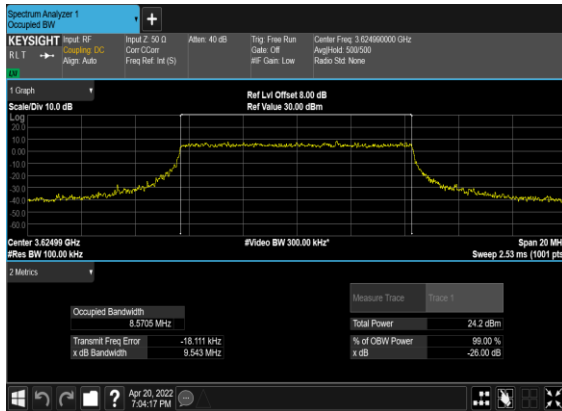 Spectrum Analyzer 1
Occupied BW
+
KEYSIGHT
Input: RF
Input Z: 50 Ω
Atten: 40 dB
Trig: Free Run
Center Freq: 3.624990000 GHz
R L T
Coupling: DC
Corr CCorr
Gate: Off
Avg|Hold: 500/500
Align: Auto
Freq Ref: Int (S)
#IF Gain: Low
Radio Std: None
1 Graph
Ref Lvl Offset 8.00 dB
Scale/Div 10.0 dB
Ref Value 30.00 dBm
Log
20.0
10.0
0.00
-10.0
-20.0
-30.0
-40.0
-50.0
-60.0
Center 3.62499 GHz
#Video BW 300.00 kHz*
Span 20 MH
#Res BW 100.00 kHz
Sweep 2.53 ms (1001 pts
2 Metrics
Measure Trace
Trace 1
Occupied Bandwidth
8.5705 MHz
Total Power
24.2 dBm
Transmit Freq Error
-18.111 kHz
% of OBW Power
99.00 %
x dB Bandwidth
9.543 MHz
x dB
-26.00 dB
?
Apr 20, 2022
7:04:17 PM